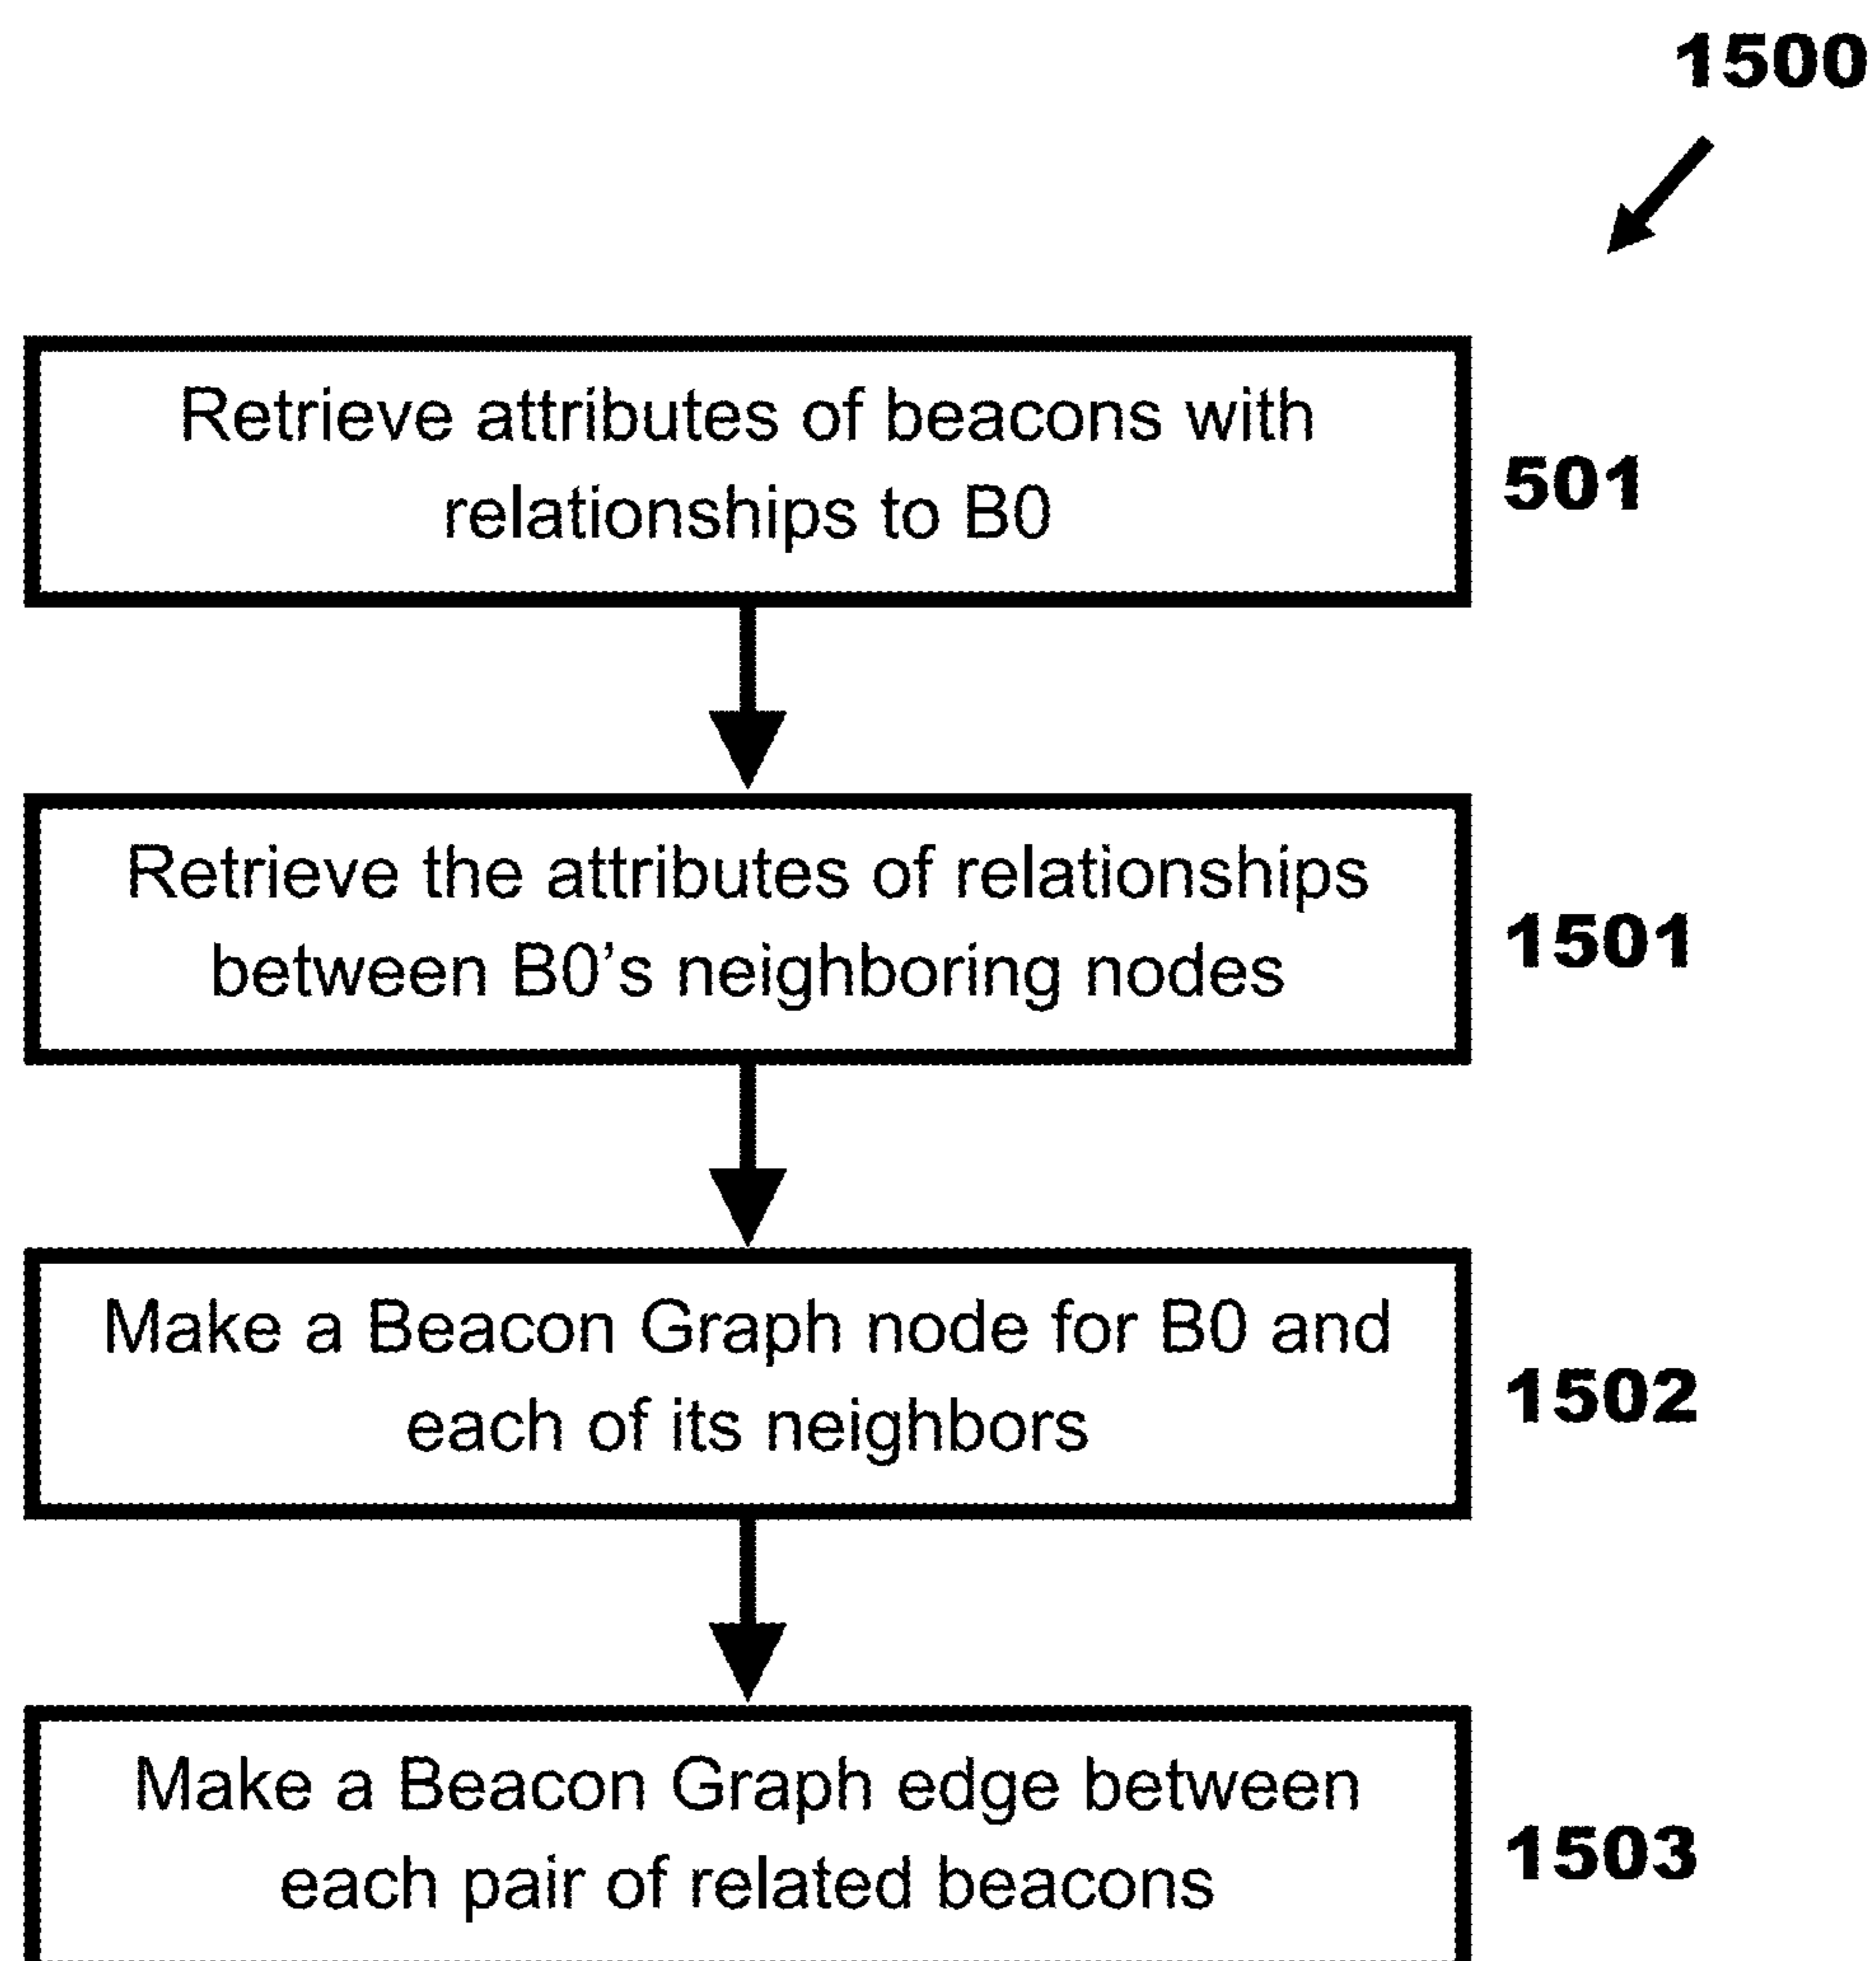 1500
Retrieve attributes of beacons with
relationships to B0
501
Retrieve the attributes of relationships
between B0’s neighboring nodes
1501
Make a Beacon Graph node for B0 and
each of its neighbors
1502
Make a Beacon Graph edge between
each pair of related beacons
1503